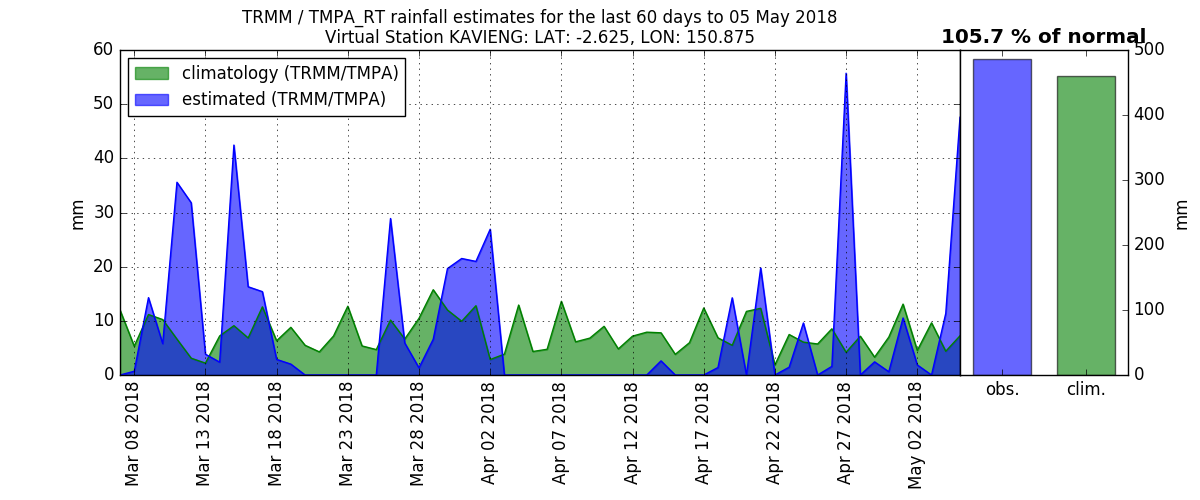 TRMM / TMPA_RT rainfall estimates for the last 60 days to 05 May 2018
Virtual Station KAVIENG: LAT: -2.625, LON: 150.875
105.7 % of normal
climatology (TRMM/TMPA)
estimated (TRMM/TMPA)
60
50
40
30
20
10
0
mm
500
400
300
200
100
0
mm
Mar 08 2018
Mar 13 2018
Mar 18 2018
Mar 23 2018
Mar 28 2018
Apr 02 2018
Apr 07 2018
Apr 12 2018
Apr 17 2018
Apr 22 2018
Apr 27 2018
May 02 2018
obs.
clim.